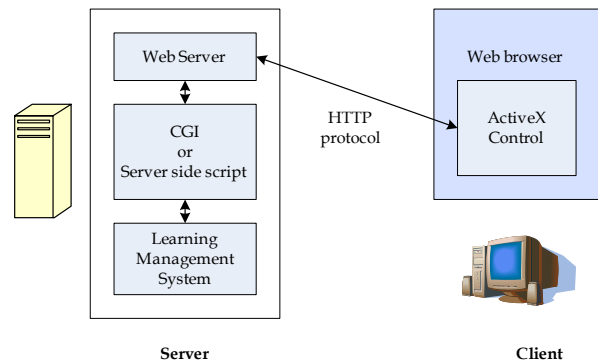 Web Server
CGI
or
Server side script
Learning
Management
System
Server
HTTP
protocol
Web browser
ActiveX
Control
Client